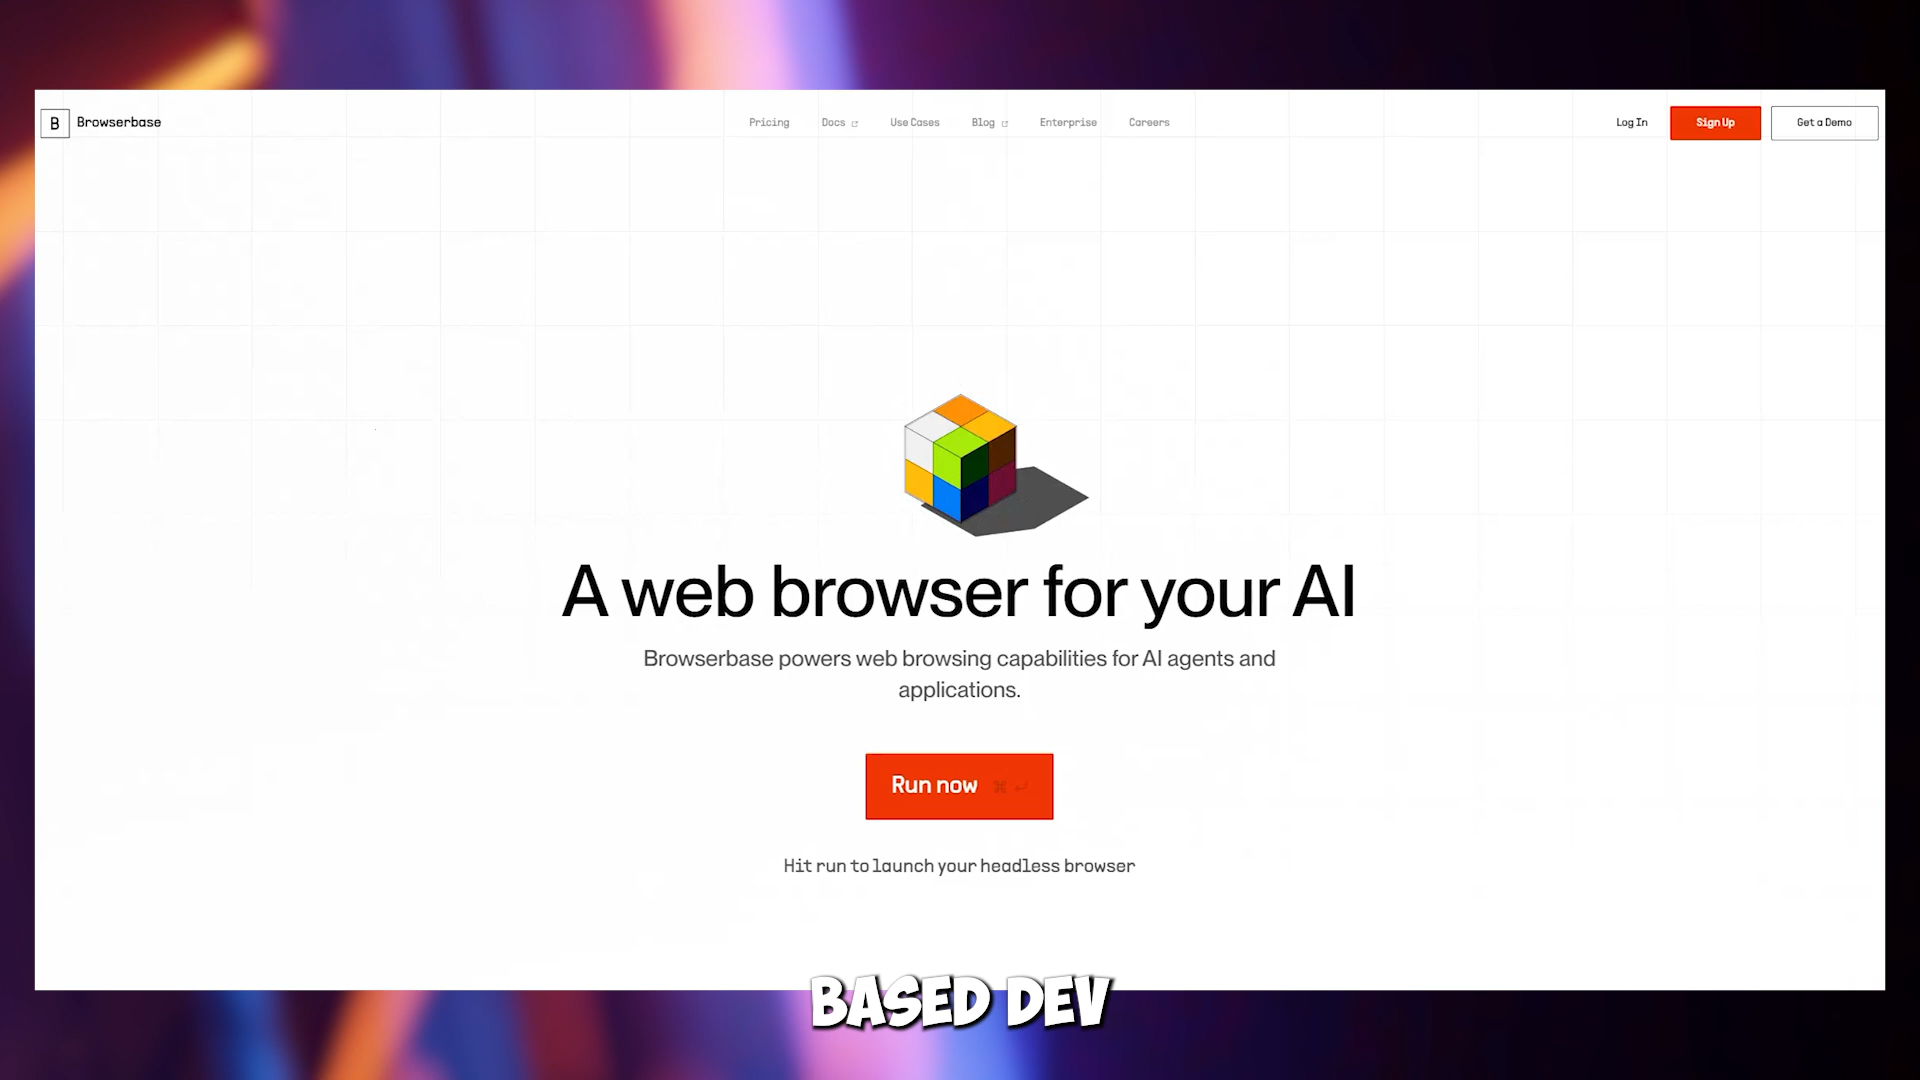 B Browserbase
Pricing Docs Use Cases Blog Enterprise Careers
Log In Sign Up Get a Demo
A web browser for your AI
Browserbase powers web browsing capabilities for AI agents and
applications.
Run now ⌘ ↵
Hit run to launch your headless browser
BASED DEV